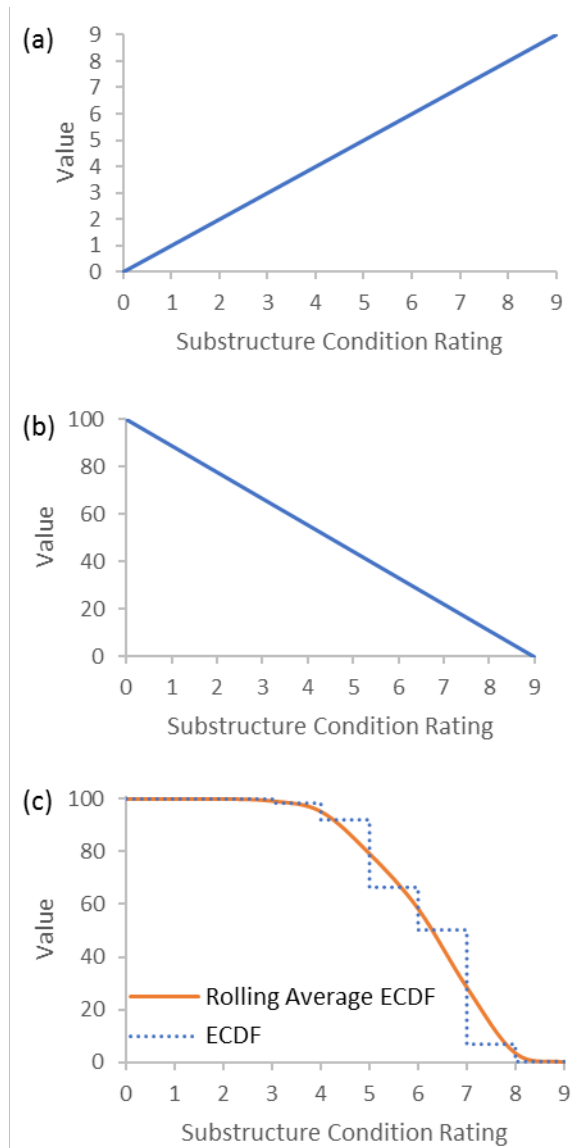 (a)
9
8
7
6
5
4
3
2
1
0
Value
0 1 2 3 4 5 6 7 8 9
Substructure Condition Rating
(b)
100
80
60
40
20
0
Value
0 1 2 3 4 5 6 7 8 9
Substructure Condition Rating
(c)
100
80
60
40
20
0
Value
Rolling Average ECDF
ECDF
0 1 2 3 4 5 6 7 8 9
Substructure Condition Rating